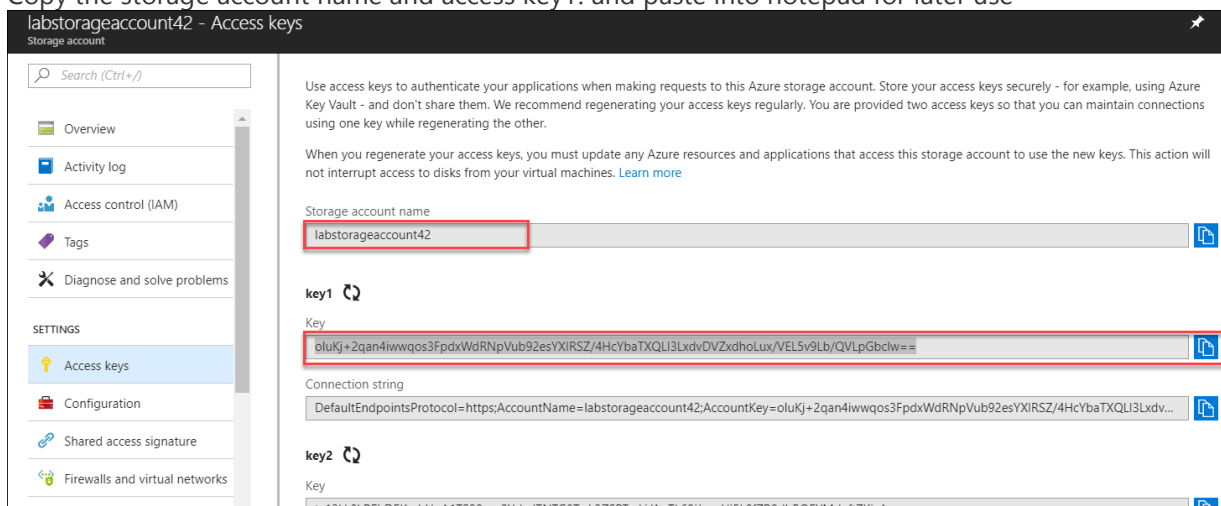 Copy the storage account name and access key1. and paste into notepad for later use
labstorageaccount42 - Access keys
Storage account
Search (Ctrl+/)
Overview
Activity log
Access control (IAM)
Tags
Diagnose and solve problems
SETTINGS
Access keys
Configuration
Shared access signature
Firewalls and virtual networks
Use access keys to authenticate your applications when making requests to this Azure storage account. Store your access keys securely - for example, using Azure
Key Vault - and don't share them. We recommend regenerating your access keys regularly. You are provided two access keys so that you can maintain connections
using one key while regenerating the other.
When you regenerate your access keys, you must update any Azure resources and applications that access this storage account to use the new keys. This action will
not interrupt access to disks from your virtual machines. Learn more
Storage account name
labstorageaccount42
key1
Key
oluKj+2qan4iwwqos3FpdxWdRNpVub92esYXIRSZ/4HcYbaTXQLI3LxdvDVZxdhoLux/VEL5v9Lb/QVLpGbclw==
Connection string
DefaultEndpointsProtocol=https;AccountName=labstorageaccount42;AccountKey=oluKj+2qan4iwwqos3FpdxWdRNpVub92esYXIRSZ/4HcYbaTXQLI3Lxdv...
key2
Key